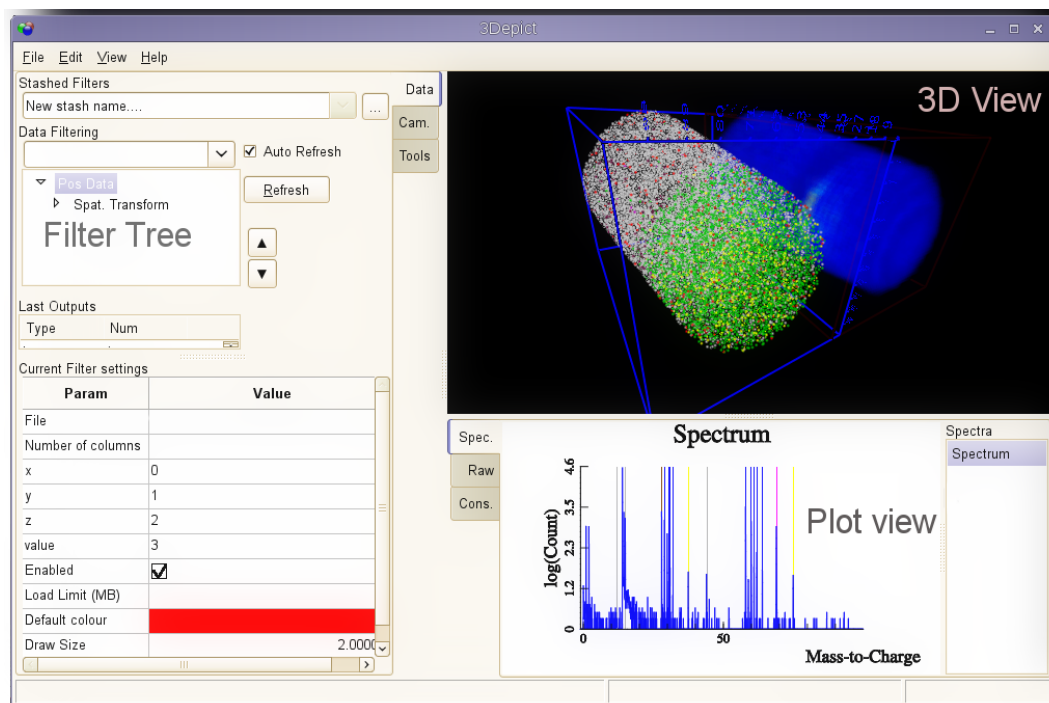 3Depict
File Edit View Help
Stashed Filters
New stash name....
...
Data Filtering
Auto Refresh
Pos Data
Refresh
Spat. Transform
Filter Tree
Last Outputs
Type Num
Current Filter settings
Param Value
File
Number of columns
x 0
y 1
z 2
value 3
Enabled
Load Limit (MB)
Default colour
Draw Size 2.0000
Data
Cam.
Tools
3D View
Spec.
Raw
Cons.
Spectrum
log(Count)
4.6
3.5
2.3
1.2
0
0 50
Mass-to-Charge
Plot view
Spectra
Spectrum